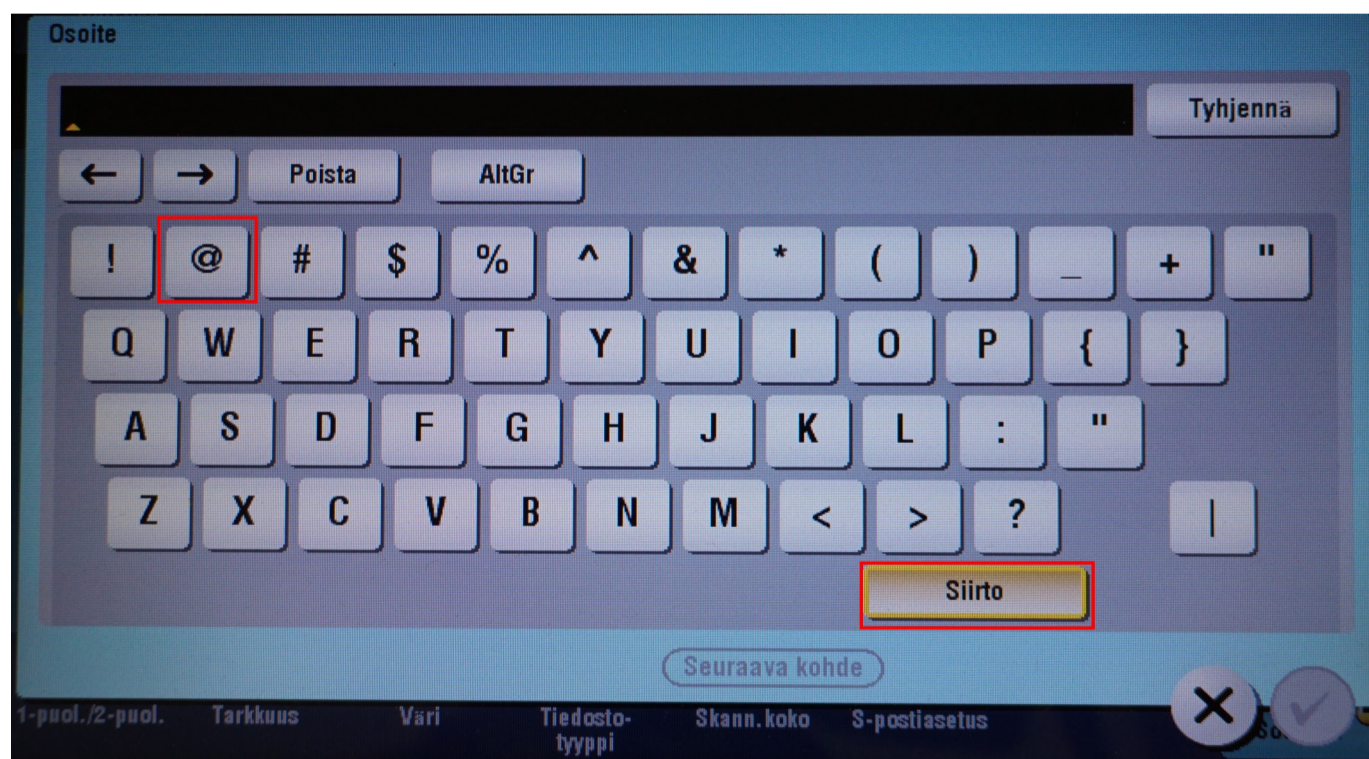 Osoite
Tyhjennä
← → Poista AltGr
! @ # $ % ^ & * ( ) _ + "
Q W E R T Y U I O P { }
A S D F G H J K L : "
Z X C V B N M < > ? |
Siirto
Seuraava kohde
1-puol./2-puol. Tarkkuus Väri Tiedosto- Skann.koko S-postiasetus
tyyppi